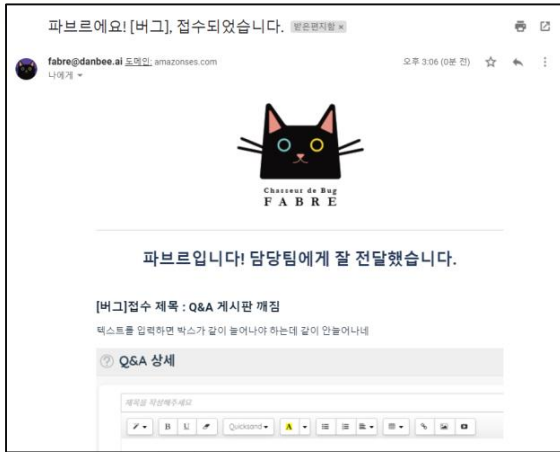 파브르에요! [버그], 접수되었습니다. 받은편지함 ×
fabre@danbee.ai 도메인: amazonses.com 오후 3:06 (0분 전)
나에게
Chasseur de Bug
FABRE
파브르입니다! 담당팀에게 잘 전달했습니다.
[버그]접수 제목 : Q&A 게시판 깨짐
텍스트를 입력하면 박스가 같이 늘어나야 하는데 같이 안늘어나네
? Q&A 상세
제목을 작성해주세요
B U Quicksand A